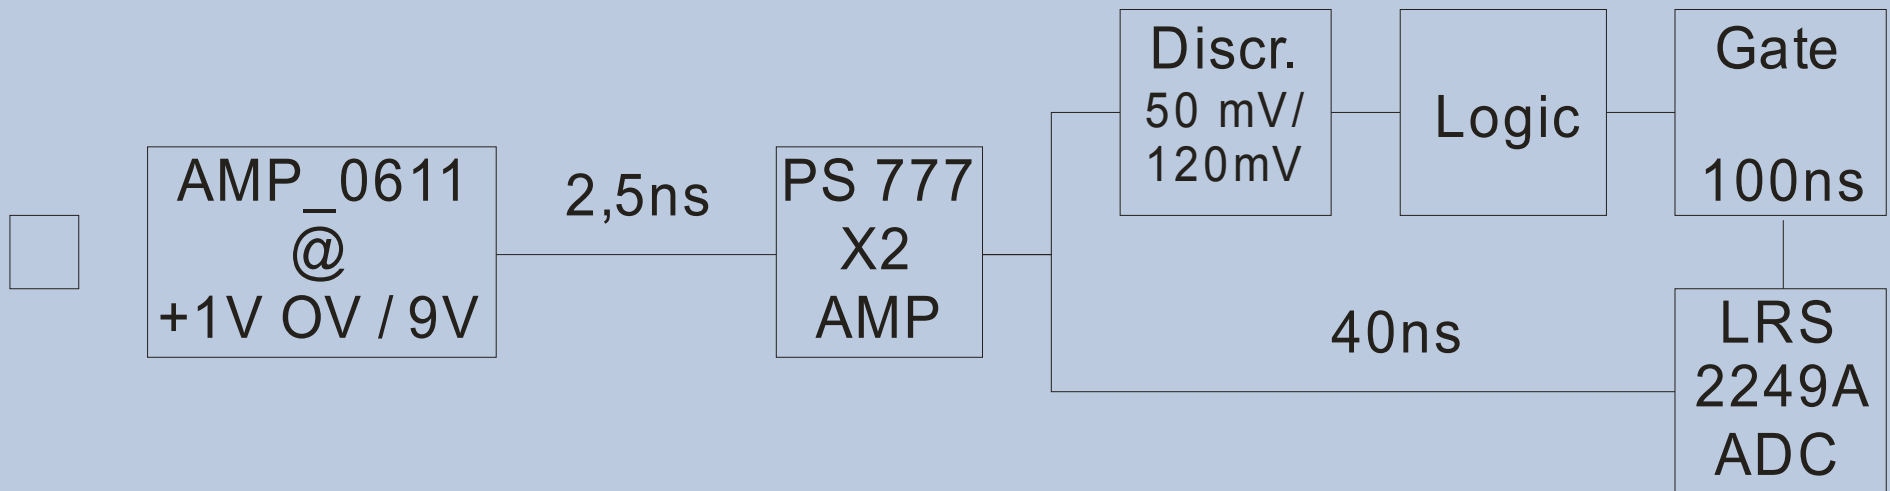 AMP_0611
@
+1V OV / 9V
2,5ns
PS 777
X2
AMP
Discr.
50 mV/
120mV
Logic
Gate
100ns
40ns
LRS
2249A
ADC